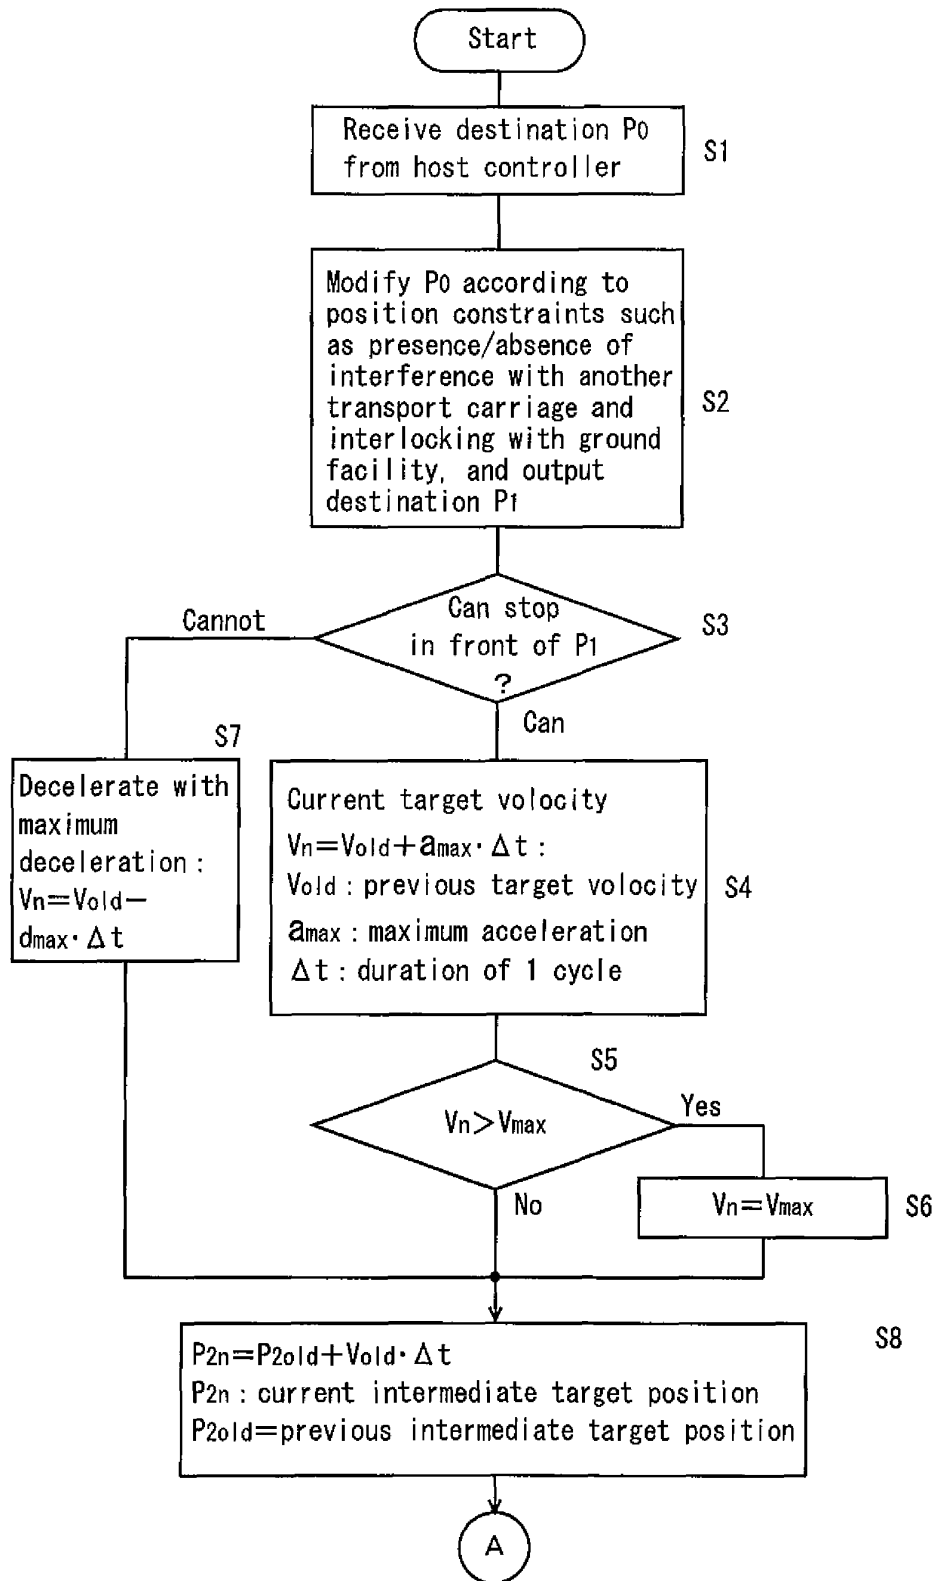 Start
Receive destination P0
from host controller
S1
Modify P0 according to
position constraints such
as presence/absence of
interference with another
transport carriage and
interlocking with ground
facility, and output
destination P1
S2
Can stop
in front of P1
?
S3
Cannot
Can
S7
Decelerate with
maximum
deceleration:
Vn=Vold−
dmax·Δt
Current target volocity
Vn=Vold+amax·Δt:
Vold: previous target volocity
amax: maximum acceleration
Δt: duration of 1 cycle
S4
S5
Vn>Vmax
Yes
No
Vn=Vmax
S6
S8
P2n=P2old+Vold·Δt
P2n: current intermediate target position
P2old=previous intermediate target position
A